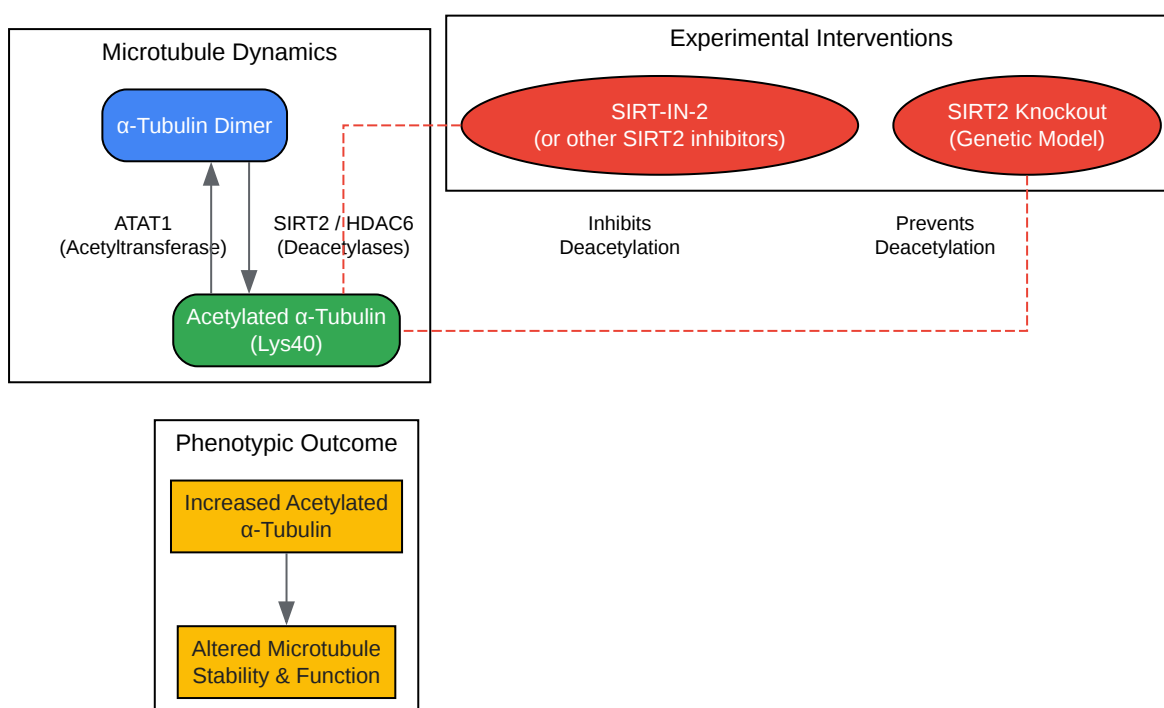 Microtubule Dynamics
α-Tubulin Dimer
ATAT1
(Acetyltransferase)
SIRT2 / HDAC6
(Deacetylases)
Acetylated α-Tubulin
(Lys40)
Experimental Interventions
SIRT-IN-2
(or other SIRT2 inhibitors)
SIRT2 Knockout
(Genetic Model)
Inhibits
Deacetylation
Prevents
Deacetylation
Phenotypic Outcome
Increased Acetylated
α-Tubulin
Altered Microtubule
Stability & Function